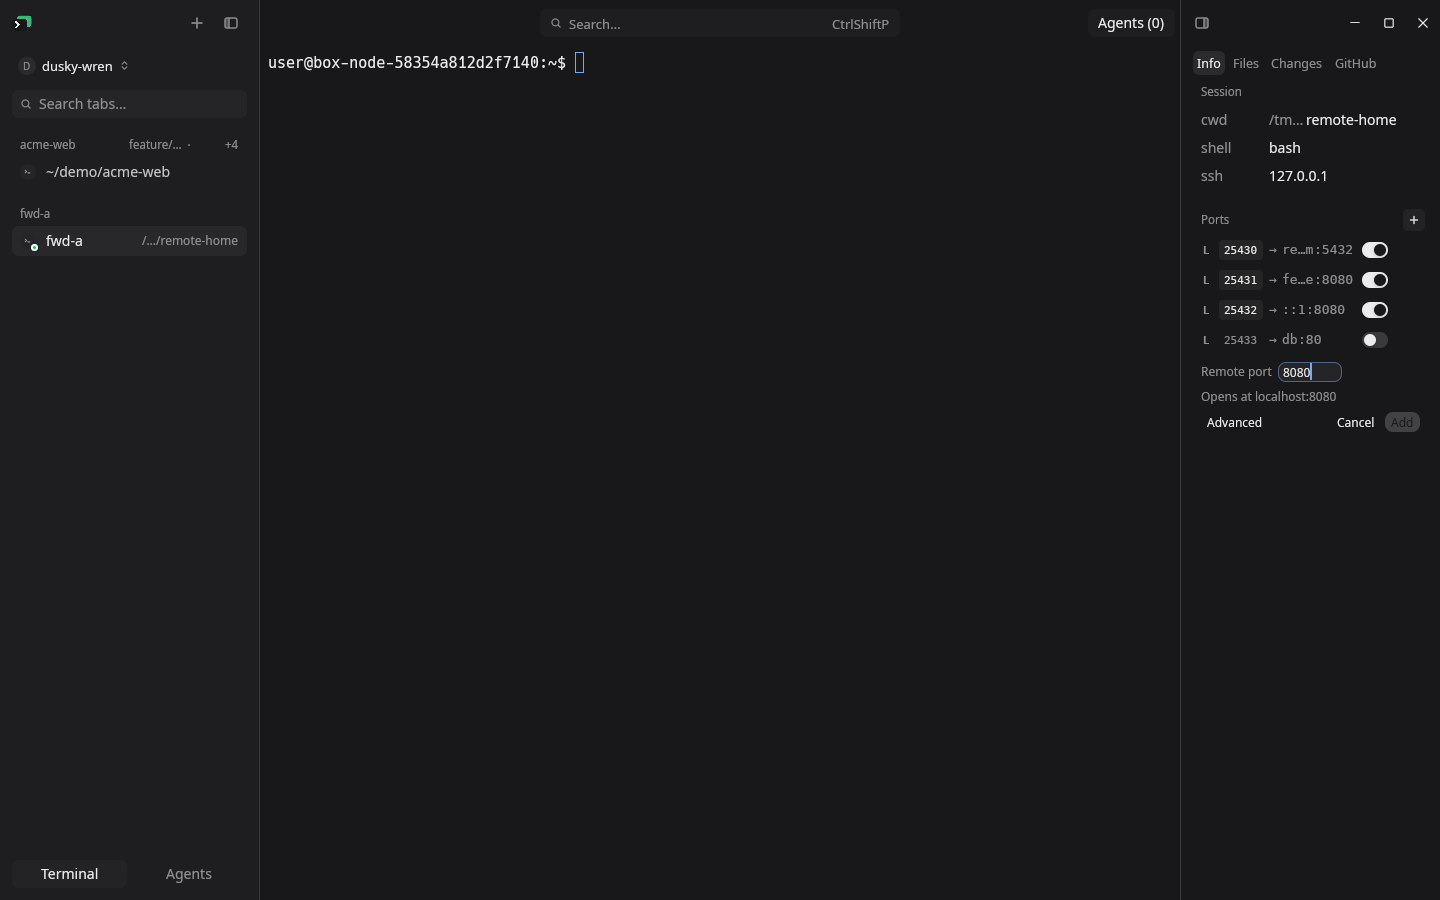 Search...
CtrlShiftP
Agents (0)
D
dusky-wren
Search tabs...
acme-web
feature/... ·
+4
~/demo/acme-web
fwd-a
fwd-a
/.../remote-home
Terminal
Agents
user@box-node-58354a812d2f7140:~$
Info
Files
Changes
GitHub
Session
cwd /tm... remote-home
shell bash
ssh 127.0.0.1
Ports
L 25430 → re…m:5432
L 25431 → fe…e:8080
L 25432 → ::1:8080
L 25433 → db:80
Remote port 8080
Opens at localhost:8080
Advanced
Cancel
Add